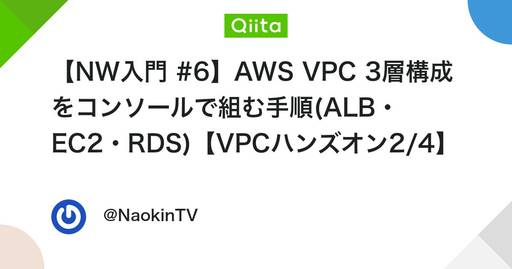 Qiita
【NW入門 #6】AWS VPC 3層構成
をコンソールで組む手順(ALB・
EC2・RDS)【VPCハンズオン2/4】
@NaokinTV